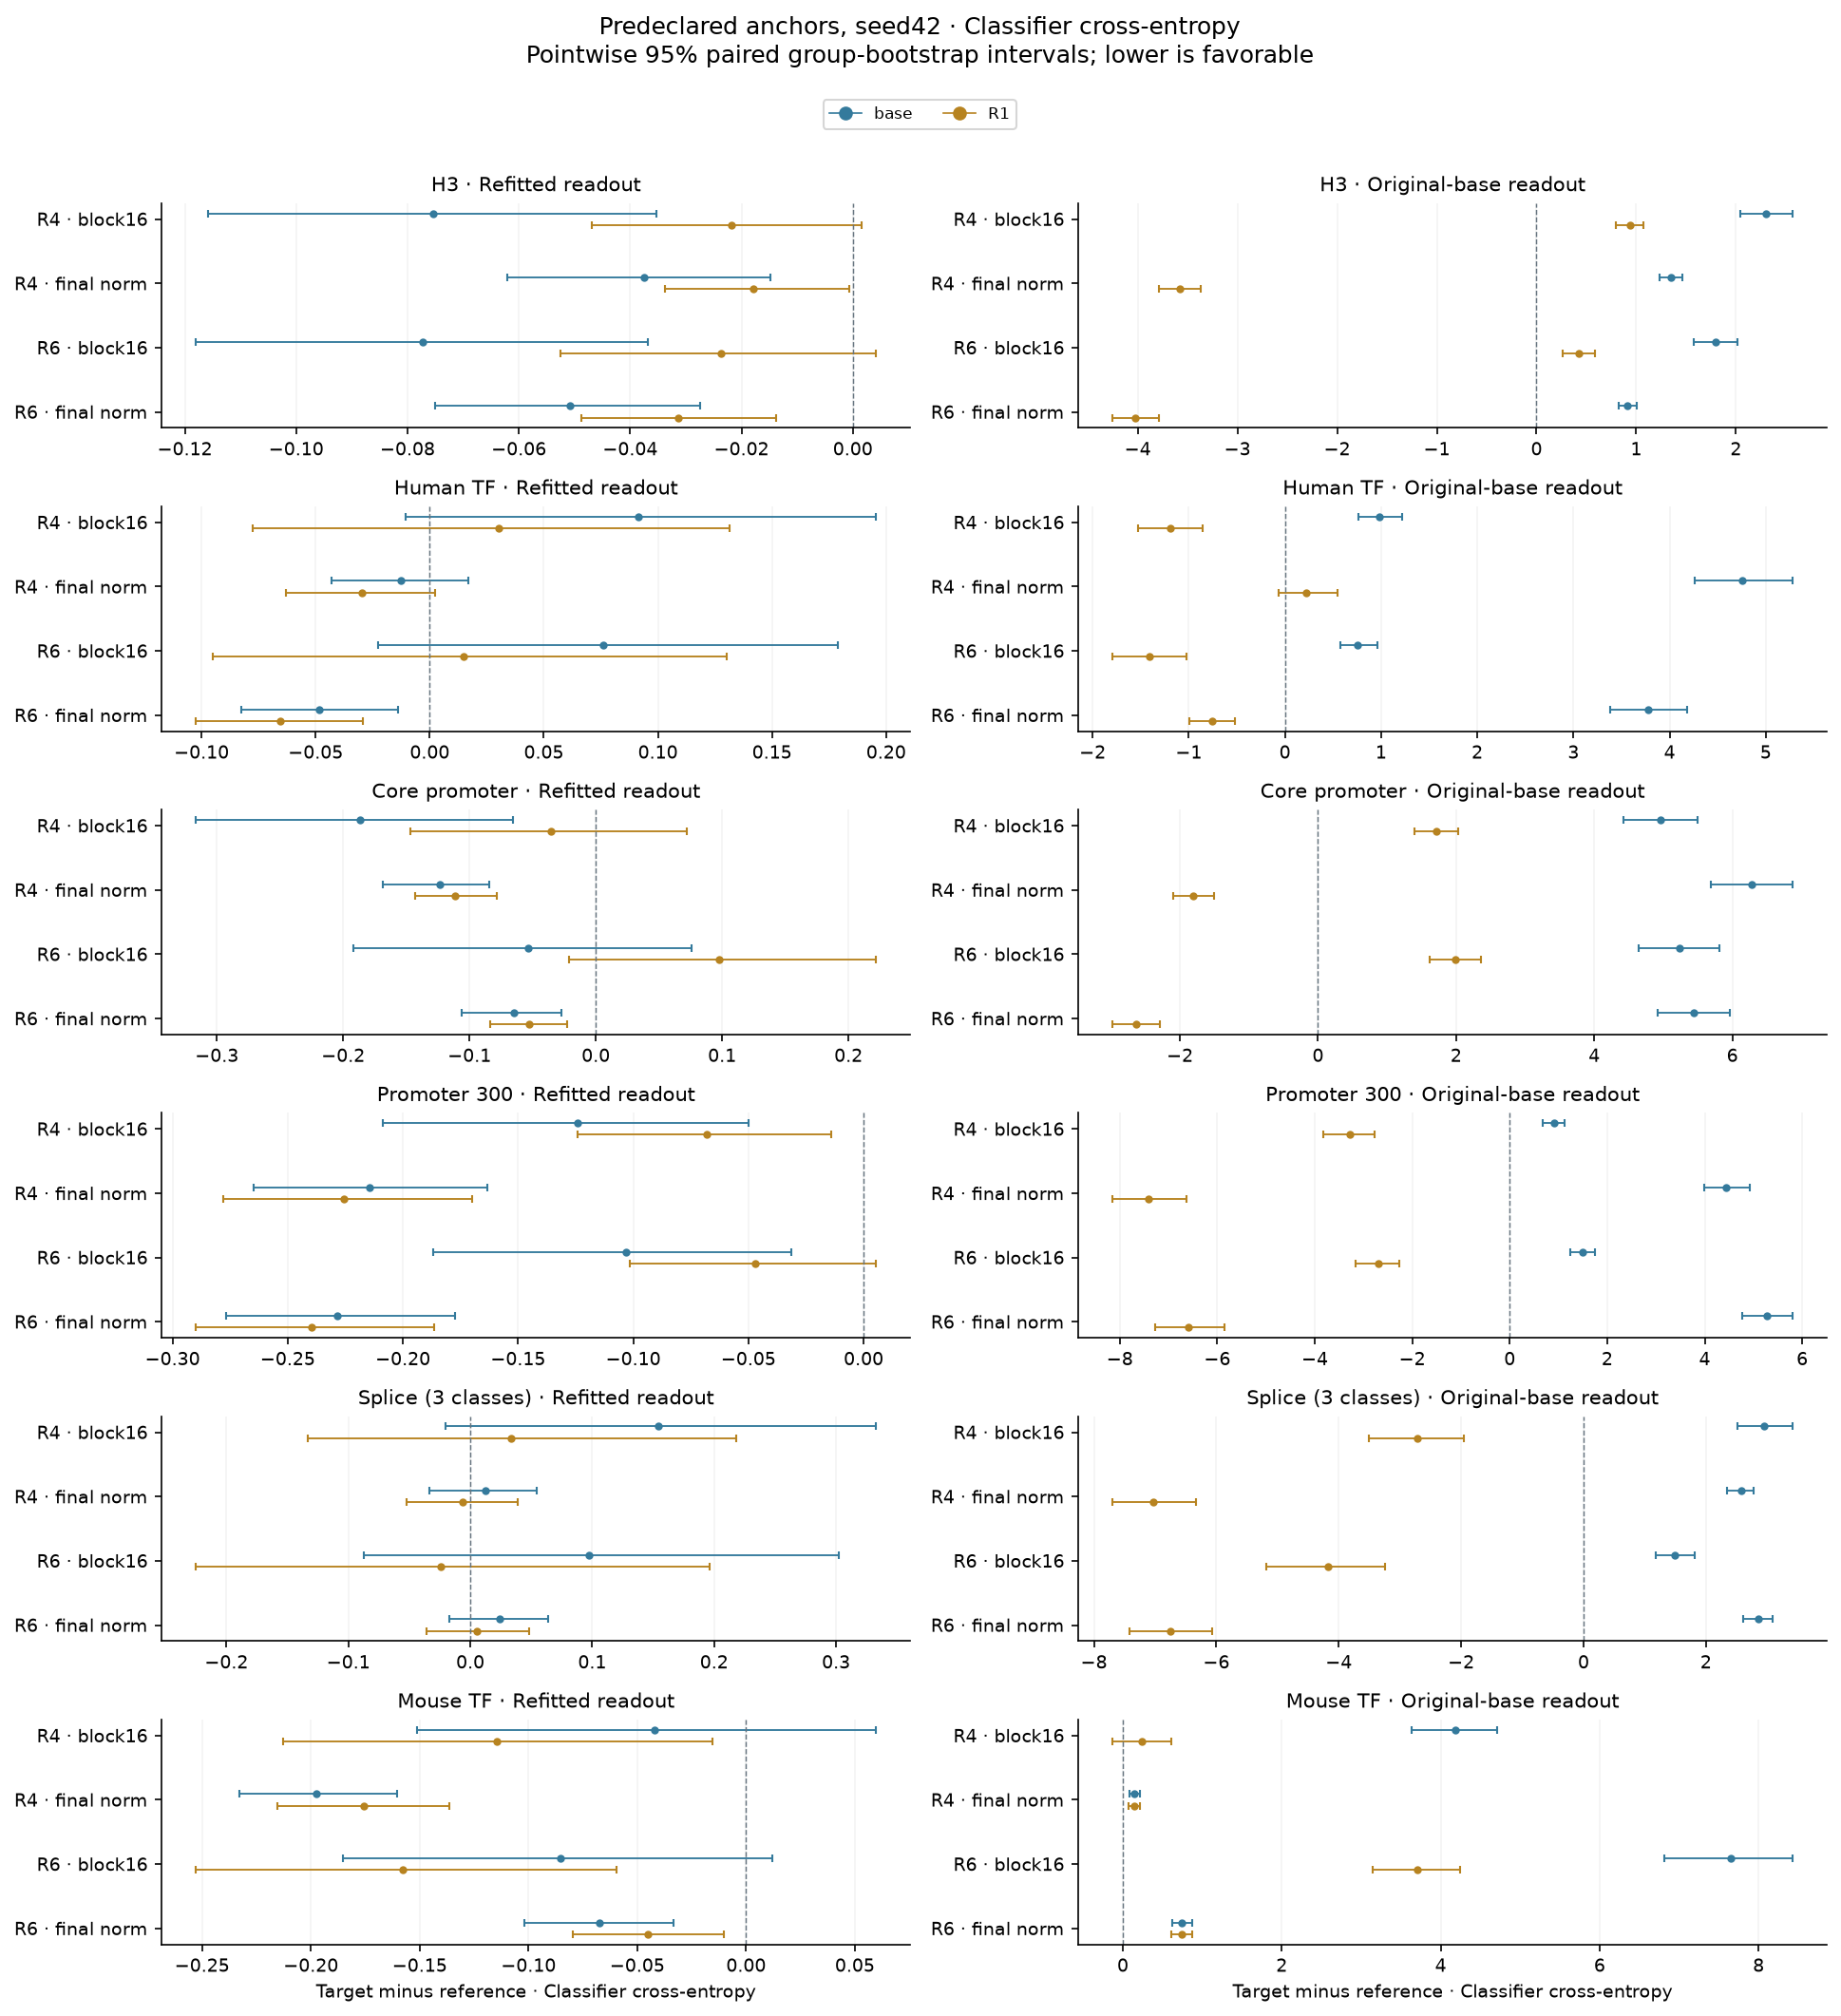 Predeclared anchors, seed42 · Classifier cross-entropy
Pointwise 95% paired group-bootstrap intervals; lower is favorable
base R1
H3 · Refitted readout
R4 · block16
R4 · final norm
R6 · block16
R6 · final norm
−0.12 −0.10 −0.08 −0.06 −0.04 −0.02 0.00
H3 · Original-base readout
R4 · block16
R4 · final norm
R6 · block16
R6 · final norm
−4 −3 −2 −1 0 1 2
Human TF · Refitted readout
R4 · block16
R4 · final norm
R6 · block16
R6 · final norm
−0.10 −0.05 0.00 0.05 0.10 0.15 0.20
Human TF · Original-base readout
R4 · block16
R4 · final norm
R6 · block16
R6 · final norm
−2 −1 0 1 2 3 4 5
Core promoter · Refitted readout
R4 · block16
R4 · final norm
R6 · block16
R6 · final norm
−0.3 −0.2 −0.1 0.0 0.1 0.2
Core promoter · Original-base readout
R4 · block16
R4 · final norm
R6 · block16
R6 · final norm
−2 0 2 4 6
Promoter 300 · Refitted readout
R4 · block16
R4 · final norm
R6 · block16
R6 · final norm
−0.30 −0.25 −0.20 −0.15 −0.10 −0.05 0.00
Promoter 300 · Original-base readout
R4 · block16
R4 · final norm
R6 · block16
R6 · final norm
−8 −6 −4 −2 0 2 4 6
Splice (3 classes) · Refitted readout
R4 · block16
R4 · final norm
R6 · block16
R6 · final norm
−0.2 −0.1 0.0 0.1 0.2 0.3
Splice (3 classes) · Original-base readout
R4 · block16
R4 · final norm
R6 · block16
R6 · final norm
−8 −6 −4 −2 0 2
Mouse TF · Refitted readout
R4 · block16
R4 · final norm
R6 · block16
R6 · final norm
−0.25 −0.20 −0.15 −0.10 −0.05 0.00 0.05
Target minus reference · Classifier cross-entropy
Mouse TF · Original-base readout
R4 · block16
R4 · final norm
R6 · block16
R6 · final norm
0 2 4 6 8
Target minus reference · Classifier cross-entropy